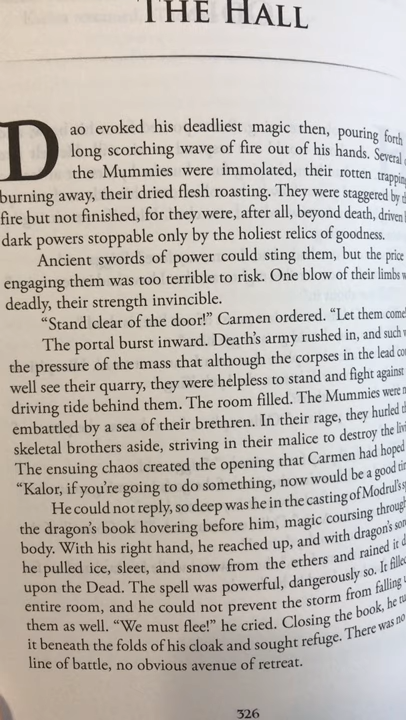 THE HALL
Dao evoked his deadliest magic then, pouring forth
long scorching wave of fire out of his hands. Several
the Mummies were immolated, their rotten
burning away, their dried flesh roasting. They were staggered by
fire but not finished, for they were, after all, beyond death, driven
dark powers stoppable only by the holiest relics of goodness.
Ancient swords of power could sting them, but the price
engaging them was too terrible to risk. One blow of their limbs
deadly, their strength invincible.
“Stand clear of the door!” Carmen ordered. “Let them
The portal burst inward. Death’s army rushed in, and such
the pressure of the mass that although the corpses in the lead
well see their quarry, they were helpless to stand and fight against
driving tide behind them. The room filled. The Mummies were
embattled by a sea of their brethren. In their rage, they hurled
skeletal brothers aside, striving in their malice to destroy the
The ensuing chaos created the opening that Carmen had hoped
“Kalor, if you’re going to do something, now would be a good
He could not reply, so deep was he in the casting of Modrul’s
the dragon’s book hovering before him, magic coursing
body. With his right hand, he reached up, and with dragon’s
he pulled ice, sleet, and snow from the ethers and rained it
upon the Dead. The spell was powerful, dangerously so. It
entire room, and he could not prevent the storm from falling
them as well. “We must flee!” he cried. Closing the book, he
it beneath the folds of his cloak and sought refuge. There was no
line of battle, no obvious avenue of retreat.
326